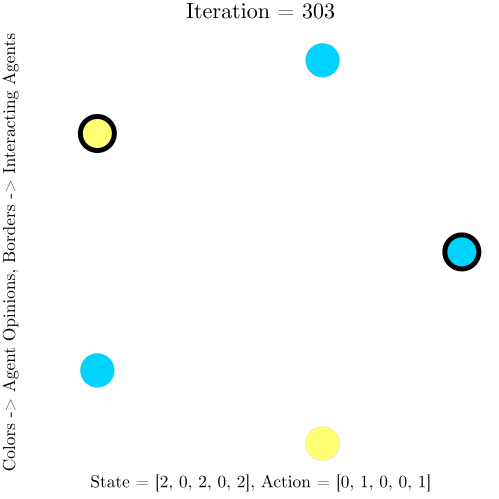 Iteration = 303
Colors -> Agent Opinions, Borders -> Interacting Agents
State = [2, 0, 2, 0, 2], Action = [0, 1, 0, 0, 1]